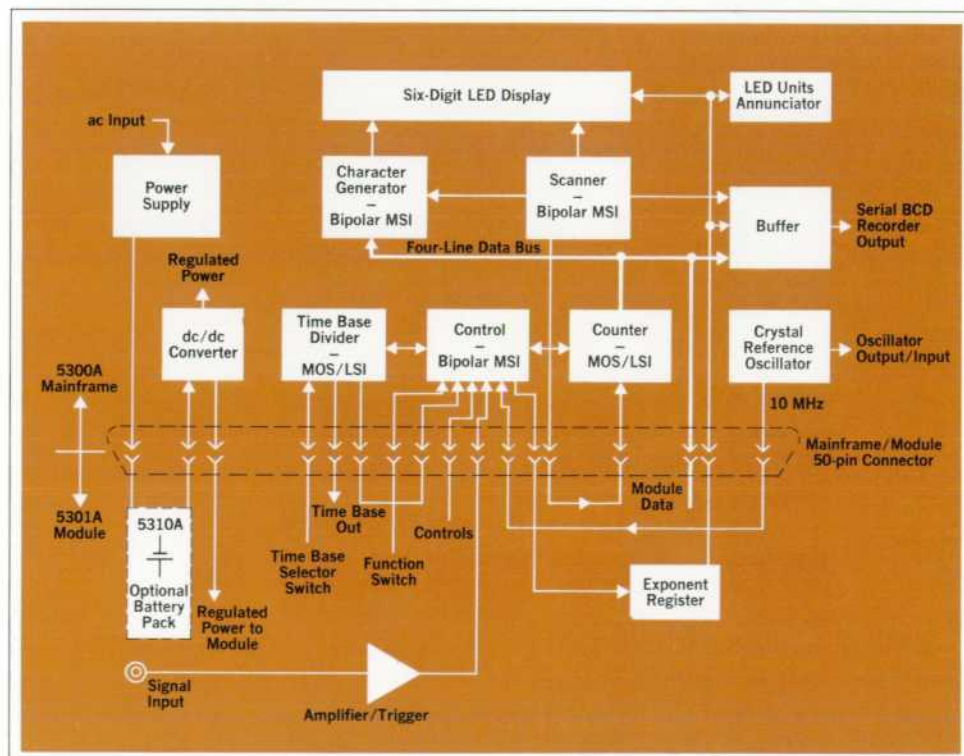 Six-Digit LED Display
LED Units
Annunciator
ac Input
Power
Supply
Character
Generator
–
Bipolar MSI
Scanner
–
Bipolar MSI
Buffer
Serial BCD
Recorder
Output
Four-Line Data Bus
Regulated
Power
dc/dc
Converter
Time Base
Divider
–
MOS/LSI
Control
–
Bipolar MSI
Counter
–
MOS/LSI
Crystal
Reference
Oscillator
Oscillator
Output/Input
5300A
Mainframe
10 MHz
Mainframe/Module
50-pin Connector
5301A
Module
5310A
Optional
Battery
Pack
Regulated
Power to
Module
Time Base
Out
Time Base
Selector
Switch
Function
Switch
Controls
Module
Data
Exponent
Register
Signal
Input
Amplifier/Trigger